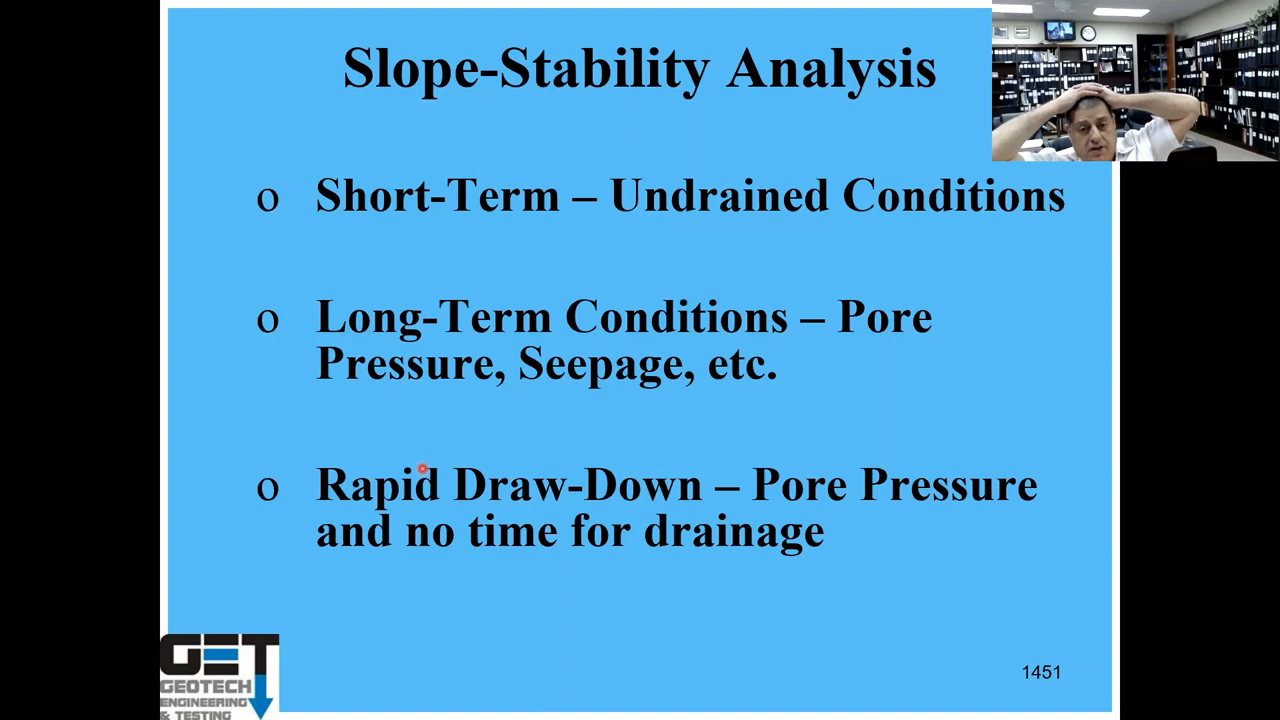 Slope-Stability Analysis
o Short-Term – Undrained Conditions
o Long-Term Conditions – Pore
Pressure, Seepage, etc.
o Rapid Draw-Down – Pore Pressure
and no time for drainage
GET
GEOTECH
ENGINEERING
& TESTING
1451